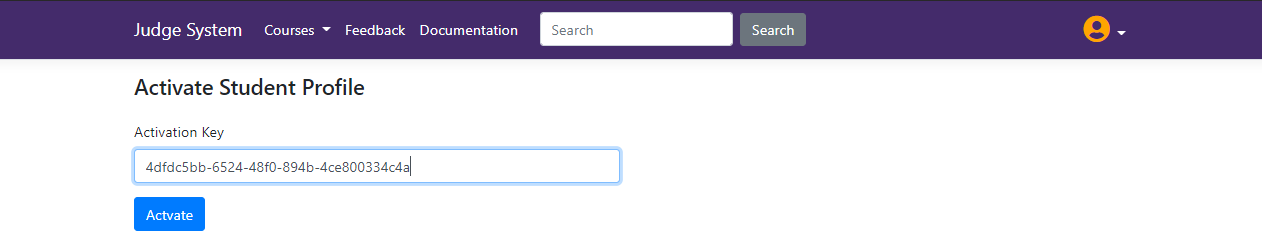 Judge System Courses Feedback Documentation Search Search
Activate Student Profile
Activation Key
4dfdc5bb-6524-48f0-894b-4ce800334c4a
Actvate